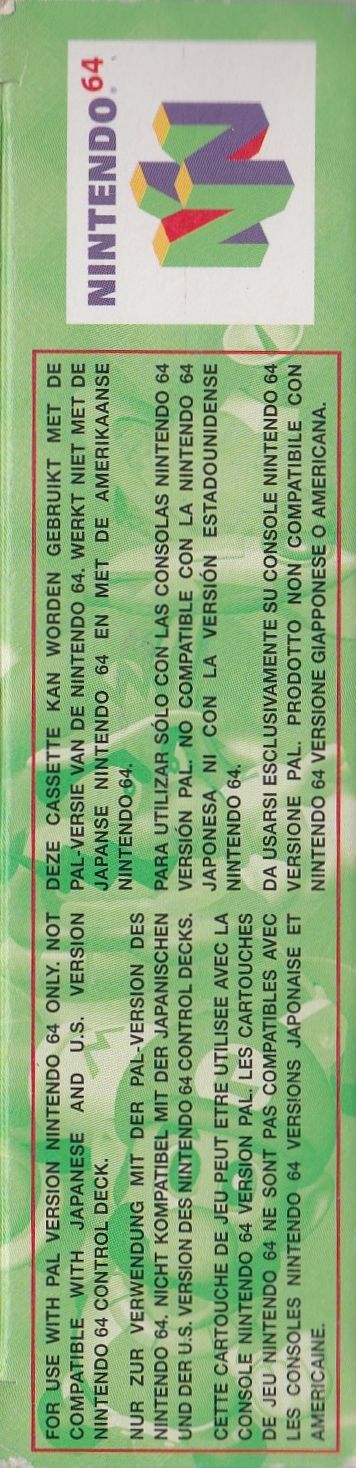 FOR USE WITH PAL VERSION NINTENDO 64 ONLY. NOT
COMPATIBLE WITH JAPANESE AND U.S. VERSION
NINTENDO 64 CONTROL DECK.
NUR ZUR VERWENDUNG MIT DER PAL-VERSION DES
NINTENDO 64. NICHT KOMPATIBEL MIT DER JAPANISCHEN
UND DER U.S. VERSION DES NINTENDO 64 CONTROL DECKS.
CETTE CARTOUCHE DE JEU PEUT ETRE UTILISEE AVEC LA
CONSOLE NINTENDO 64 VERSION PAL. LES CARTOUCHES
DE JEU NINTENDO 64 NE SONT PAS COMPATIBLES AVEC
LES CONSOLES NINTENDO 64 VERSIONS JAPONAISE ET
AMERICAINE.
DEZE CASSETTE KAN WORDEN GEBRUIKT MET DE
PAL-VERSIE VAN DE NINTENDO 64. WERKT NIET MET DE
JAPANSE NINTENDO 64 EN MET DE AMERIKAANSE
NINTENDO 64.
PARA UTILIZAR SÓLO CON LAS CONSOLAS NINTENDO 64
VERSIÓN PAL. NO COMPATIBLE CON LA NINTENDO 64
JAPONESA NI CON LA VERSIÓN ESTADOUNIDENSE
NINTENDO 64.
DA USARSI ESCLUSIVAMENTE SU CONSOLE NINTENDO 64
VERSIONE PAL. PRODOTTO NON COMPATIBILE CON
NINTENDO 64 VERSIONE GIAPPONESE O AMERICANA.
NINTENDO® 64